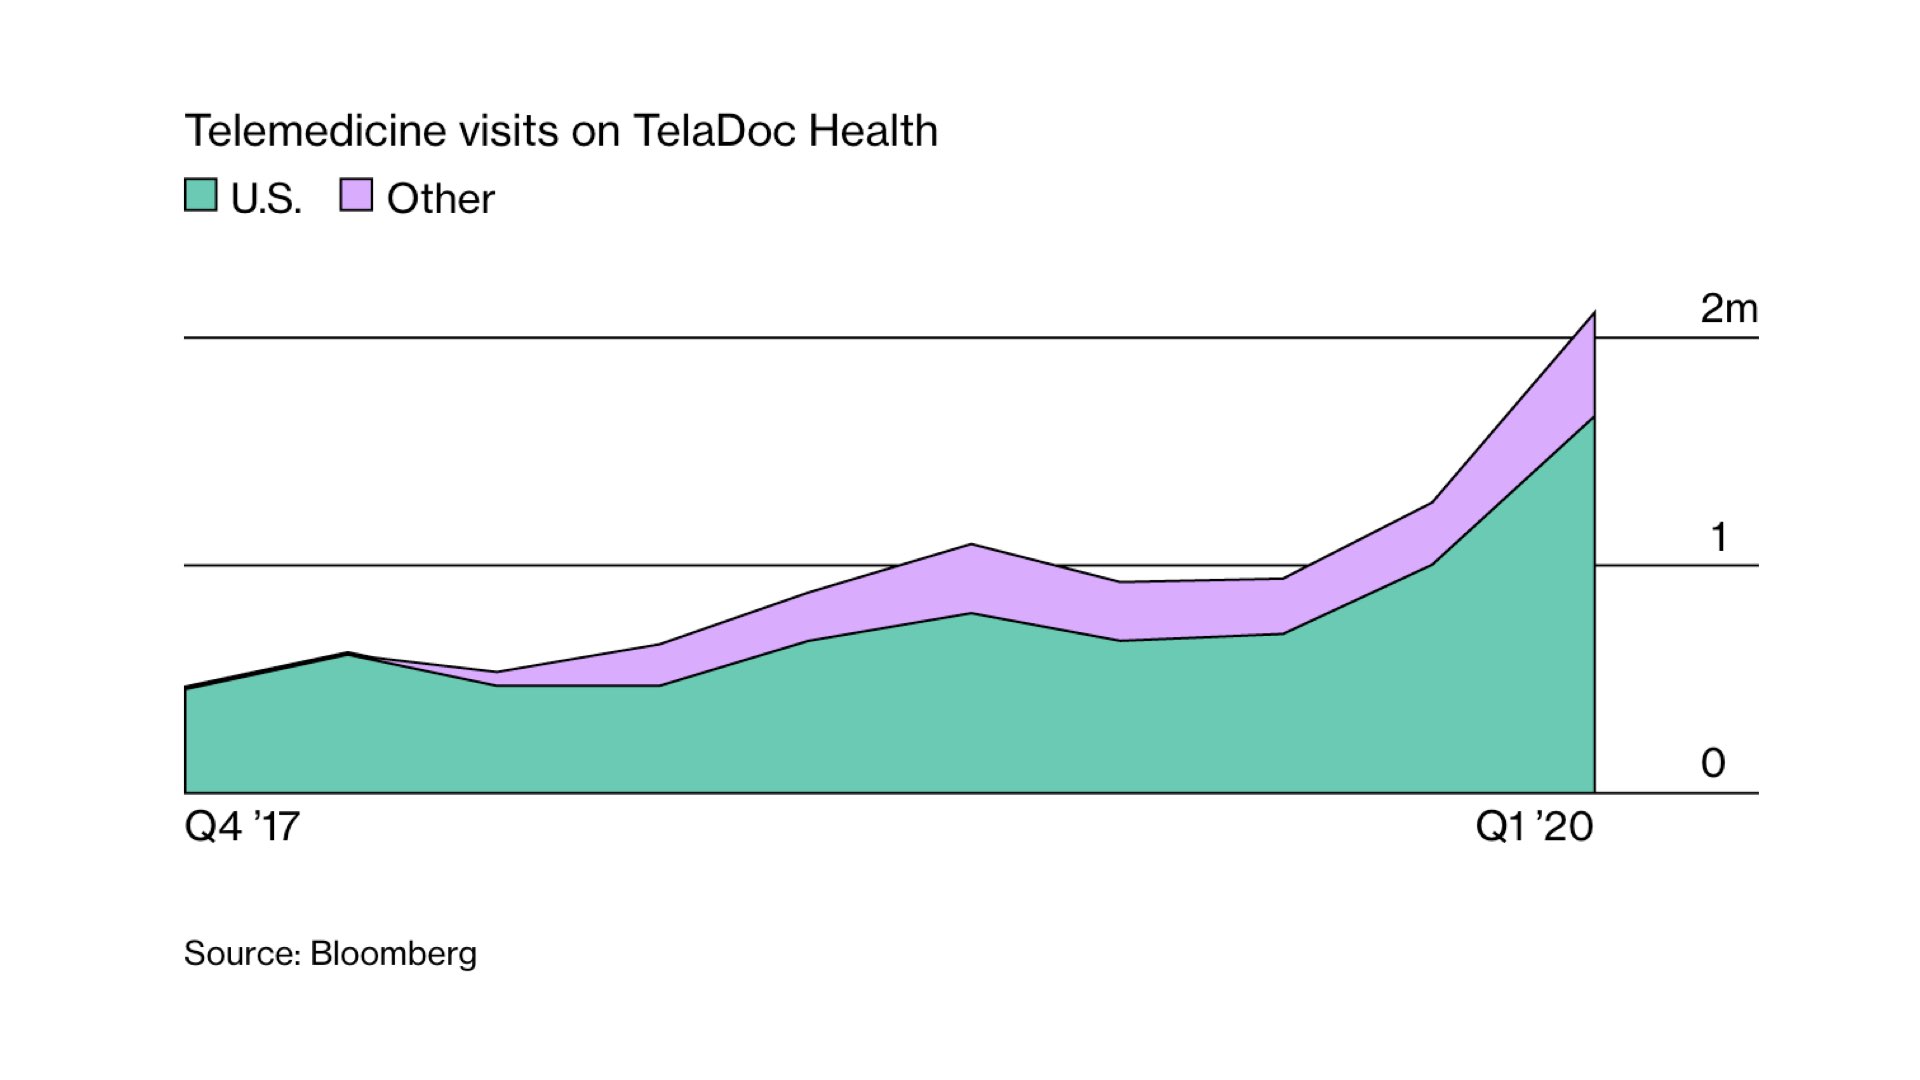 Telemedicine visits on TelaDoc Health
U.S. Other
2m
1
0
Q4 ’17 Q1 ’20
Source: Bloomberg